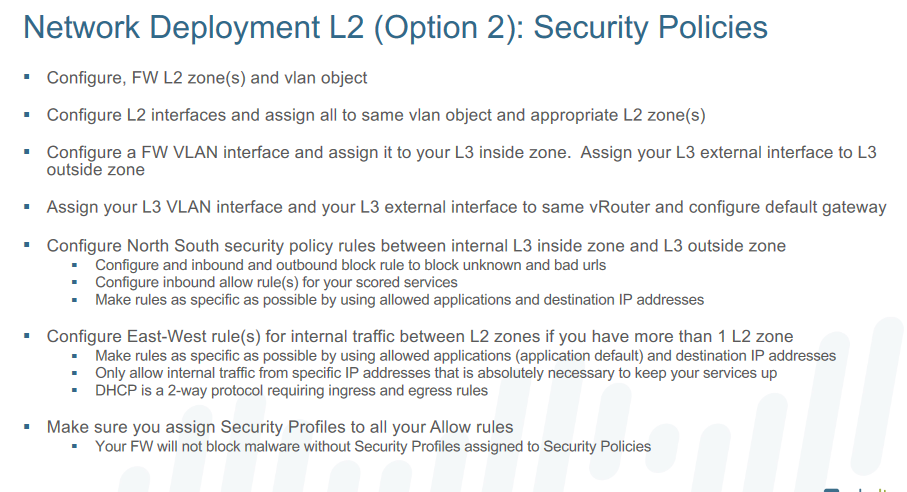 Network Deployment L2 (Option 2): Security Policies
▪ Configure, FW L2 zone(s) and vlan object
▪ Configure L2 interfaces and assign all to same vlan object and appropriate L2 zone(s)
▪ Configure a FW VLAN interface and assign it to your L3 inside zone. Assign your L3 external interface to L3
outside zone
▪ Assign your L3 VLAN interface and your L3 external interface to same vRouter and configure default gateway
▪ Configure North South security policy rules between internal L3 inside zone and L3 outside zone
▪ Configure and inbound and outbound block rule to block unknown and bad urls
▪ Configure inbound allow rule(s) for your scored services
▪ Make rules as specific as possible by using allowed applications and destination IP addresses
▪ Configure East-West rule(s) for internal traffic between L2 zones if you have more than 1 L2 zone
▪ Make rules as specific as possible by using allowed applications (application default) and destination IP addresses
▪ Only allow internal traffic from specific IP addresses that is absolutely necessary to keep your services up
▪ DHCP is a 2-way protocol requiring ingress and egress rules
▪ Make sure you assign Security Profiles to all your Allow rules
▪ Your FW will not block malware without Security Profiles assigned to Security Policies